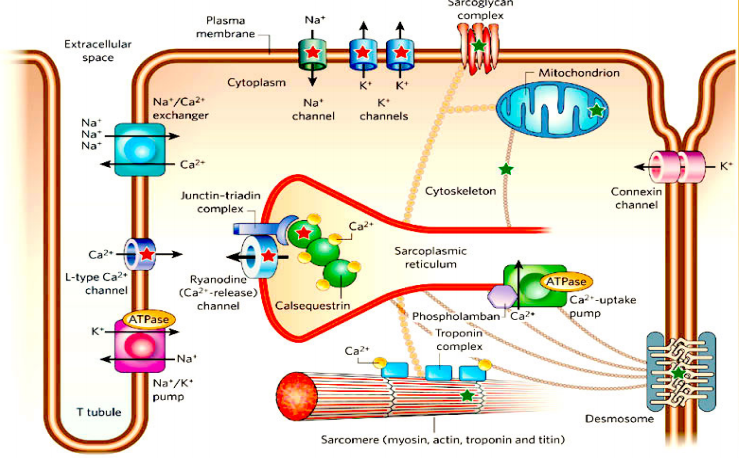 Sarcoglycan
complex
Plasma
membrane
Na⁺
Extracellular
space
Cytoplasm
K⁺
K⁺
Na⁺
channel
K⁺
channels
Mitochondrion
Na⁺/Ca²⁺
exchanger
Na⁺
Na⁺
Na⁺
Ca²⁺
K⁺
Connexin
channel
Cytoskeleton
Junctin–triadin
complex
Ca²⁺
Ca²⁺
L-type Ca²⁺
channel
Ryanodine
(Ca²⁺-release)
channel
Calsequestrin
Sarcoplasmic
reticulum
ATPase
Ca²⁺-uptake
pump
Phospholamban
Ca²⁺
ATPase
K⁺
Na⁺
Na⁺/K⁺
pump
Troponin
complex
Ca²⁺
T tubule
Desmosome
Sarcomere (myosin, actin, troponin and titin)